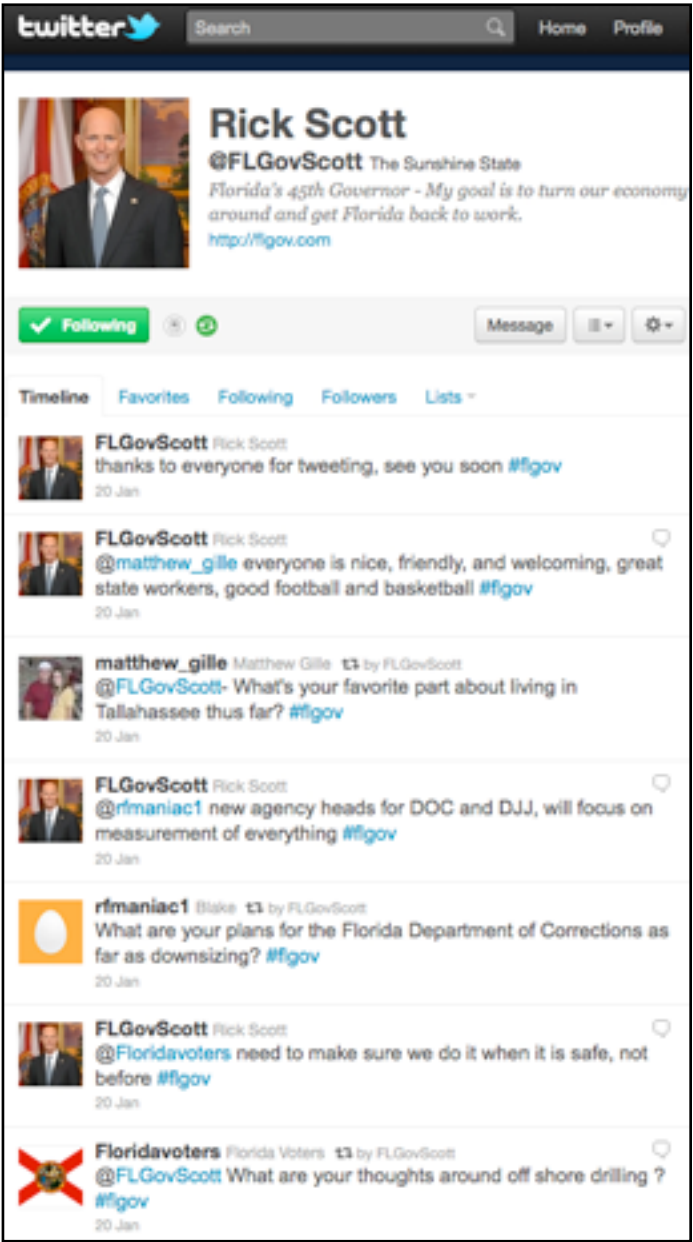 twitter
Search
Home Profile
Rick Scott
@FLGovScott The Sunshine State
Florida's 45th Governor - My goal is to turn our economy
around and get Florida back to work.
http://flgov.com
Following
Message
Timeline Favorites Following Followers Lists
FLGovScott Rick Scott
thanks to everyone for tweeting, see you soon #flgov
20 Jan
FLGovScott Rick Scott
@matthew_gille everyone is nice, friendly, and welcoming, great
state workers, good football and basketball #flgov
20 Jan
matthew_gille Matthew Gille by FLGovScott
@FLGovScott- What's your favorite part about living in
Tallahassee thus far? #flgov
20 Jan
FLGovScott Rick Scott
@rfmaniac1 new agency heads for DOC and DJJ, will focus on
measurement of everything #flgov
20 Jan
rfmaniac1 Blake by FLGovScott
What are your plans for the Florida Department of Corrections as
far as downsizing? #flgov
20 Jan
FLGovScott Rick Scott
@Floridavoters need to make sure we do it when it is safe, not
before #flgov
20 Jan
Floridavoters Florida Voters by FLGovScott
@FLGovScott What are your thoughts around off shore drilling ?
#flgov
20 Jan